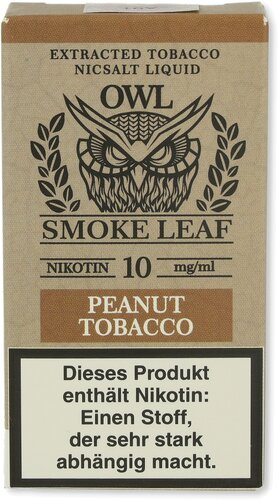 EXTRACTED TOBACCO
NICSALT LIQUID
OWL
SMOKE LEAF
NIKOTIN 10 mg/ml
PEANUT
TOBACCO
Dieses Produkt
enthält Nikotin:
Einen Stoff,
der sehr stark
abhängig macht.